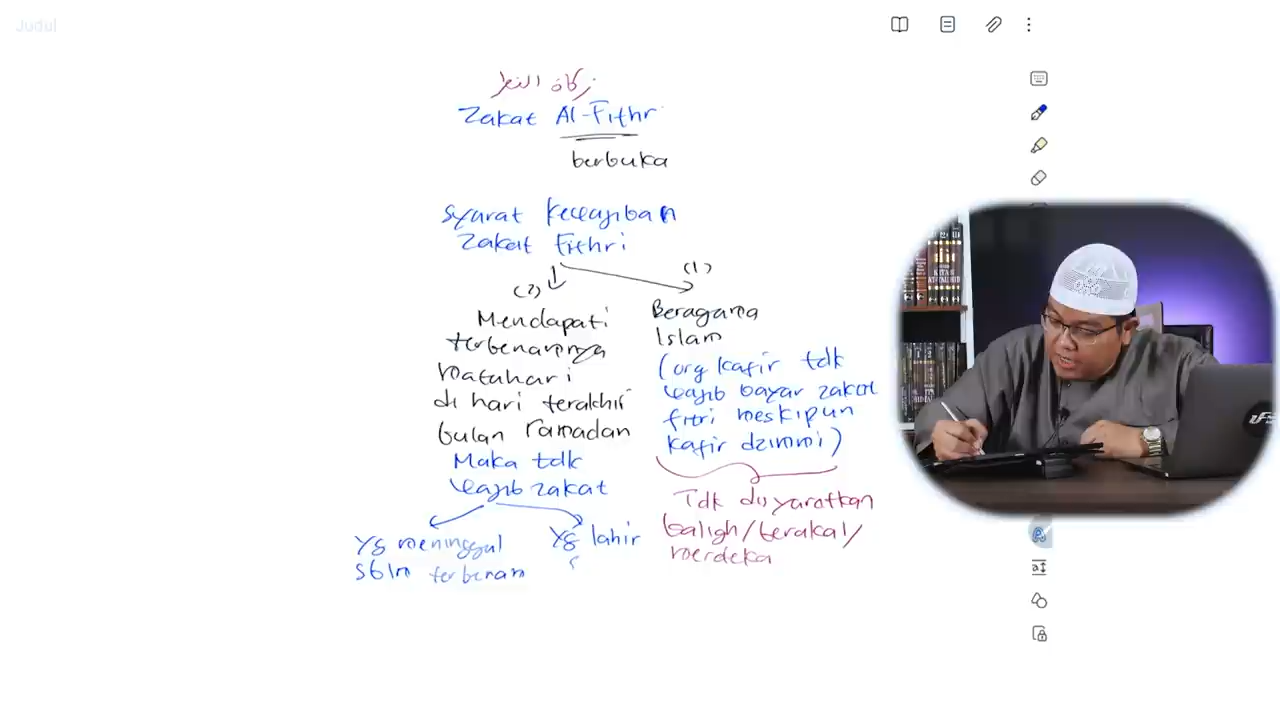 Judul
زكاة الفطر
Zakat Al-Fithr
berbuka
Syarat kewajiban
Zakat Fithri
(1)
Beragama
Islam
(org kafir tdk
wajib bayar zakat
fitri meskipun
kafir dzimmi)
Tdk disyaratkan
baligh/berakal/
merdeka
(2)
Mendapati
terbenamnya
matahari
di hari terakhir
bulan ramadan
Maka tdk
wajib zakat
Yg meninggal
sblm terbenam
Yg lahir